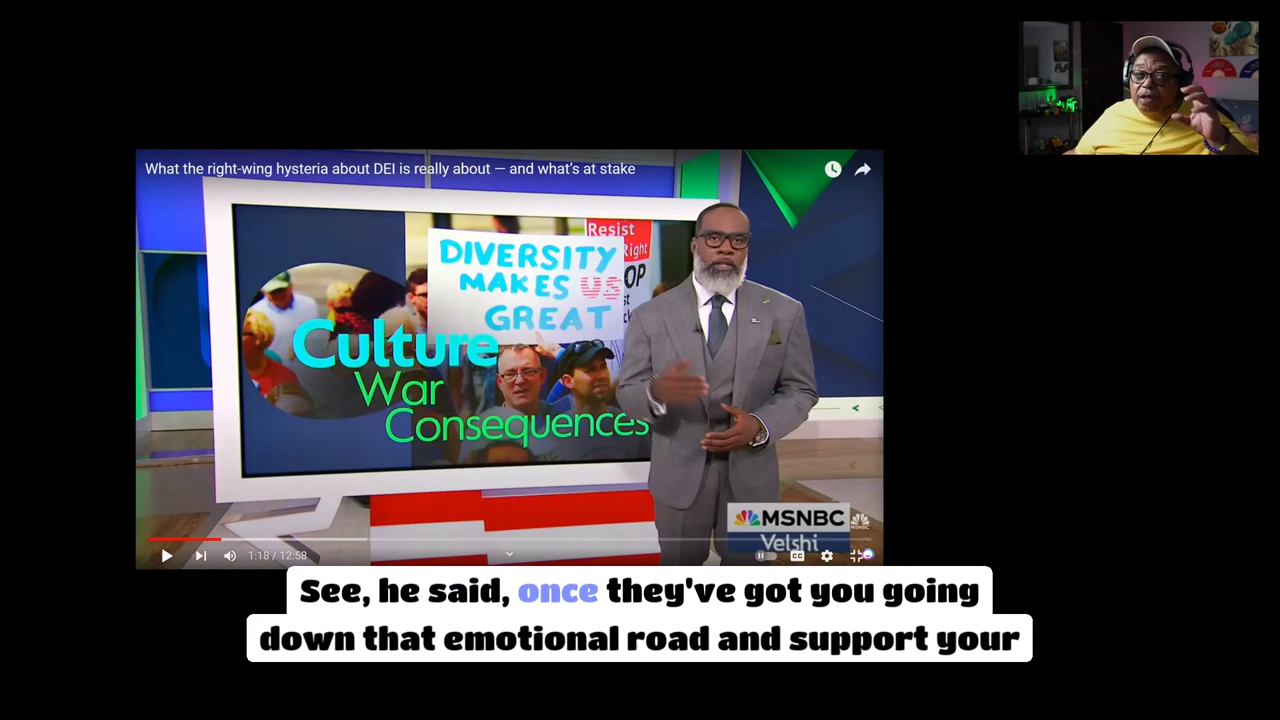 What the right-wing hysteria about DEI is really about — and what's at stake
Resist
Right
DIVERSITY
MAKES US
GREAT
OP
Culture
War
Consequences
MSNBC
Velshi
1:18 / 12:58
CC
See, he said, once they've got you going
down that emotional road and support your